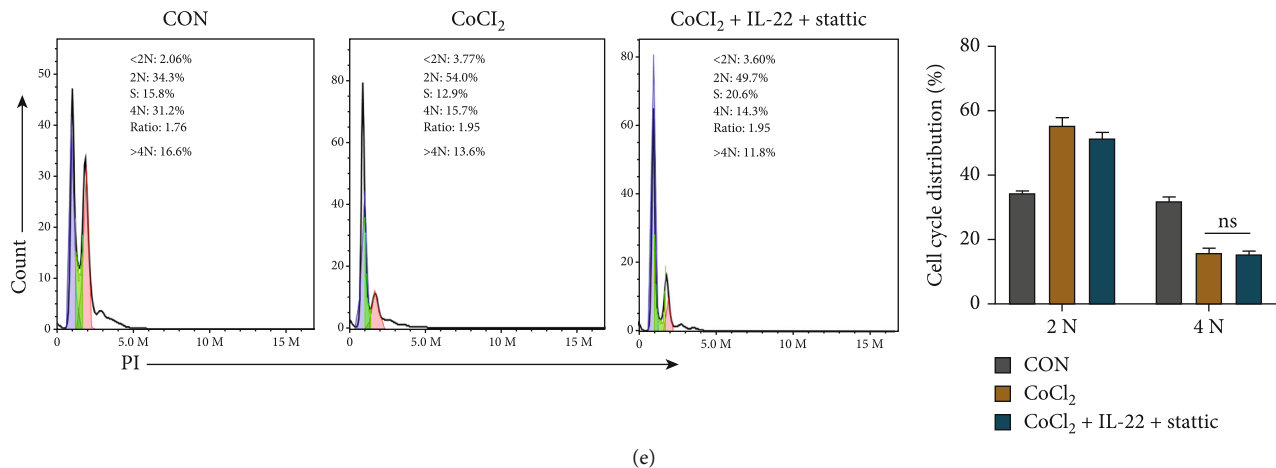 CON
<2N: 2.06%
2N: 34.3%
S: 15.8%
4N: 31.2%
Ratio: 1.76
>4N: 16.6%
50
40
30
20
10
0
0
5.0 M
10 M
15 M
Count
PI
CoCI2
<2N: 3.77%
2N: 54.0%
S: 12.9%
4N: 15.7%
Ratio: 1.95
>4N: 13.6%
80
60
40
20
0
0
5.0 M
10 M
15 M
CoCI2 + IL-22 + stattic
<2N: 3.60%
2N: 49.7%
S: 20.6%
4N: 14.3%
Ratio: 1.95
>4N: 11.8%
80
60
40
20
0
0
5.0 M
10 M
15 M
Cell cycle distribution (%)
80
60
40
20
0
ns
2 N
4 N
CON
CoCl2
CoCl2 + IL-22 + stattic
(e)